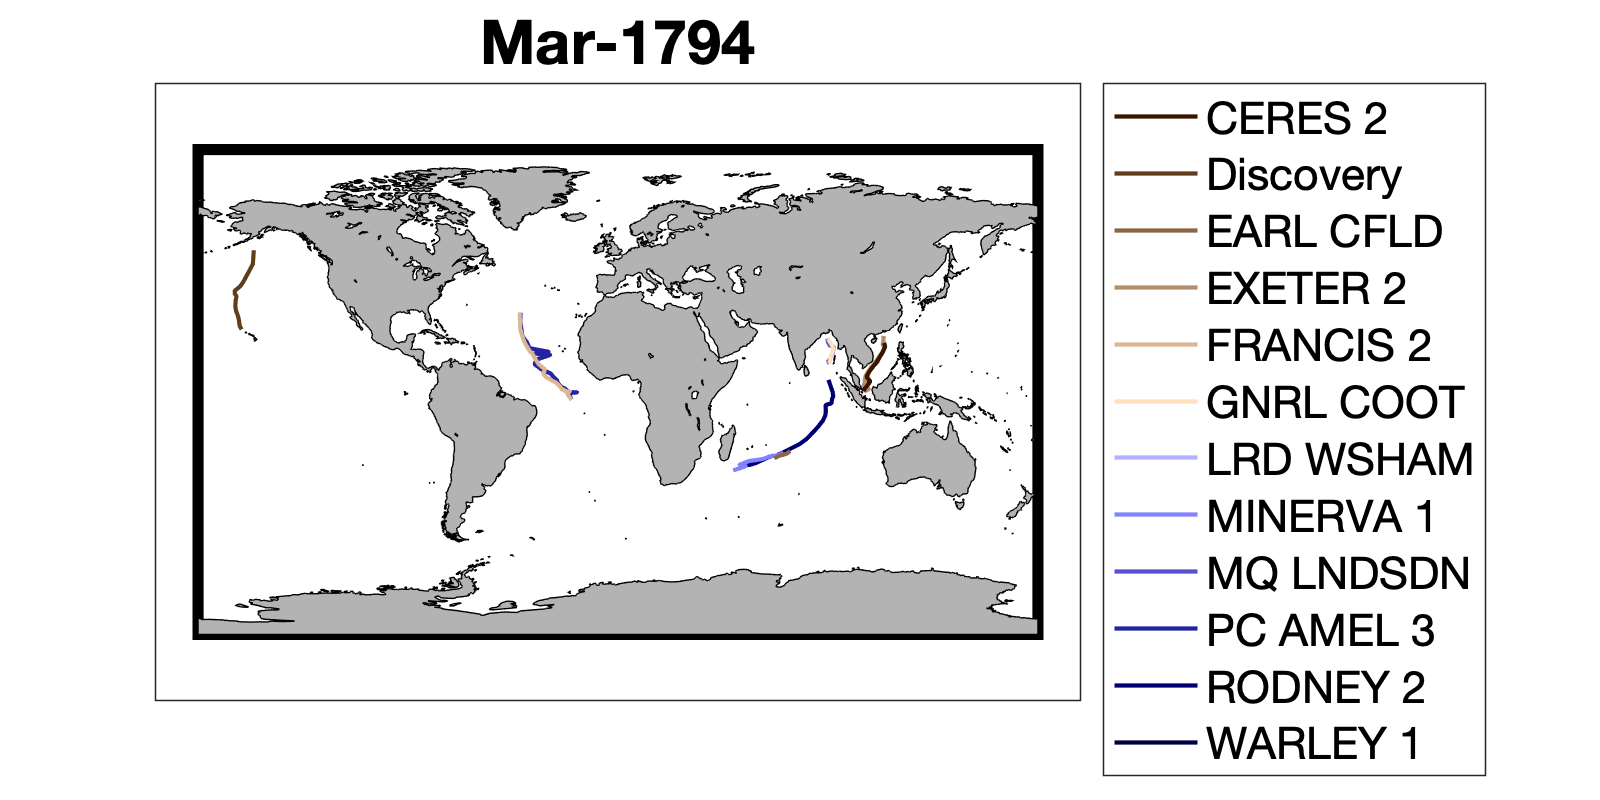 Mar-1794
CERES 2
Discovery
EARL CFLD
EXETER 2
FRANCIS 2
GNRL COOT
LRD WSHAM
MINERVA 1
MQ LNDSDN
PC AMEL 3
RODNEY 2
WARLEY 1